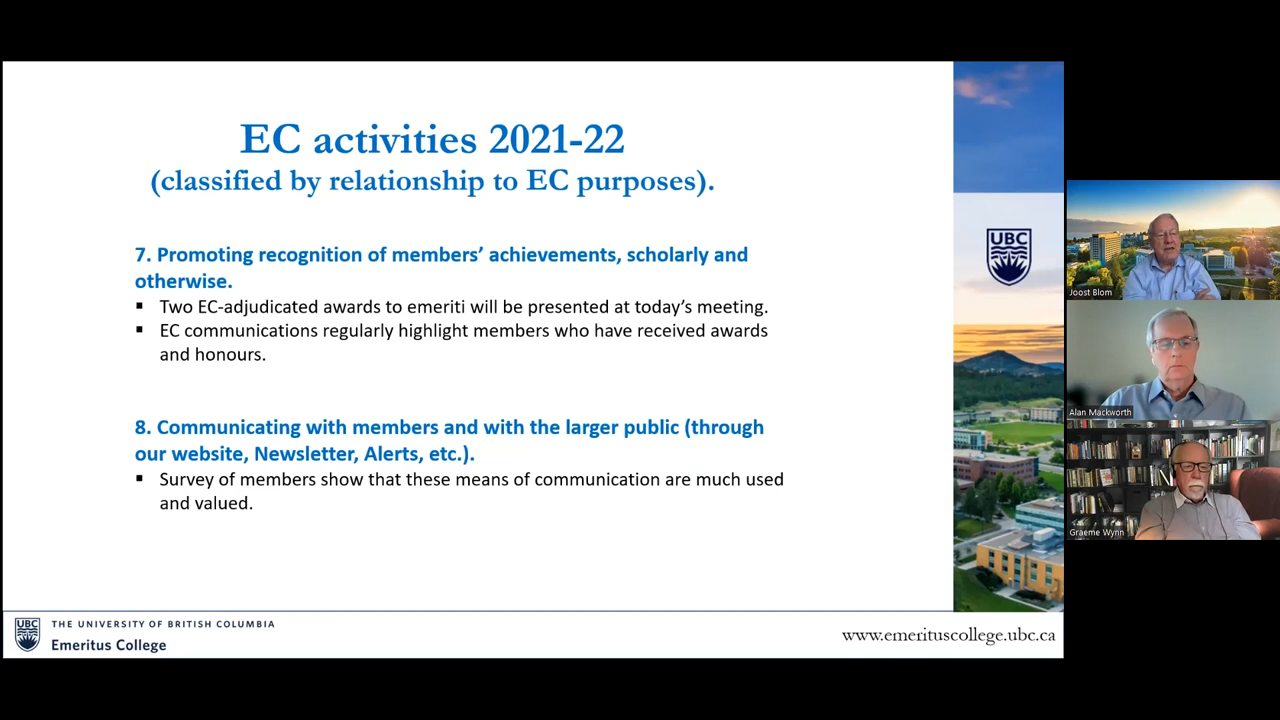 EC activities 2021-22
(classified by relationship to EC purposes).
7. Promoting recognition of members’ achievements, scholarly and
otherwise.
▪ Two EC-adjudicated awards to emeriti will be presented at today’s meeting.
▪ EC communications regularly highlight members who have received awards
and honours.
8. Communicating with members and with the larger public (through
our website, Newsletter, Alerts, etc.).
▪ Survey of members show that these means of communication are much used
and valued.
UBC
UBC
THE UNIVERSITY OF BRITISH COLUMBIA
Emeritus College
www.emerituscollege.ubc.ca
Joost Blom
Alan Mackworth
Graeme Wynn